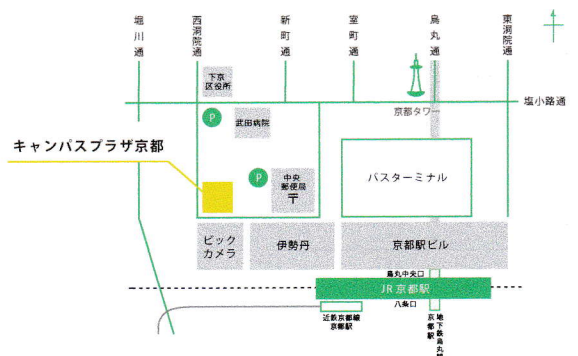 堀川通
西洞院通
新町通
室町通
烏丸通
東洞院通
下京
区役所
塩小路通
京都タワー
P
武田病院
キャンパスプラザ京都
P
中央
郵便局
〒
バスターミナル
ビック
カメラ
伊勢丹
京都駅ビル
烏丸中央口
JR 京都駅
八条口
近鉄京都線
京都駅
地下鉄烏丸線
京都駅